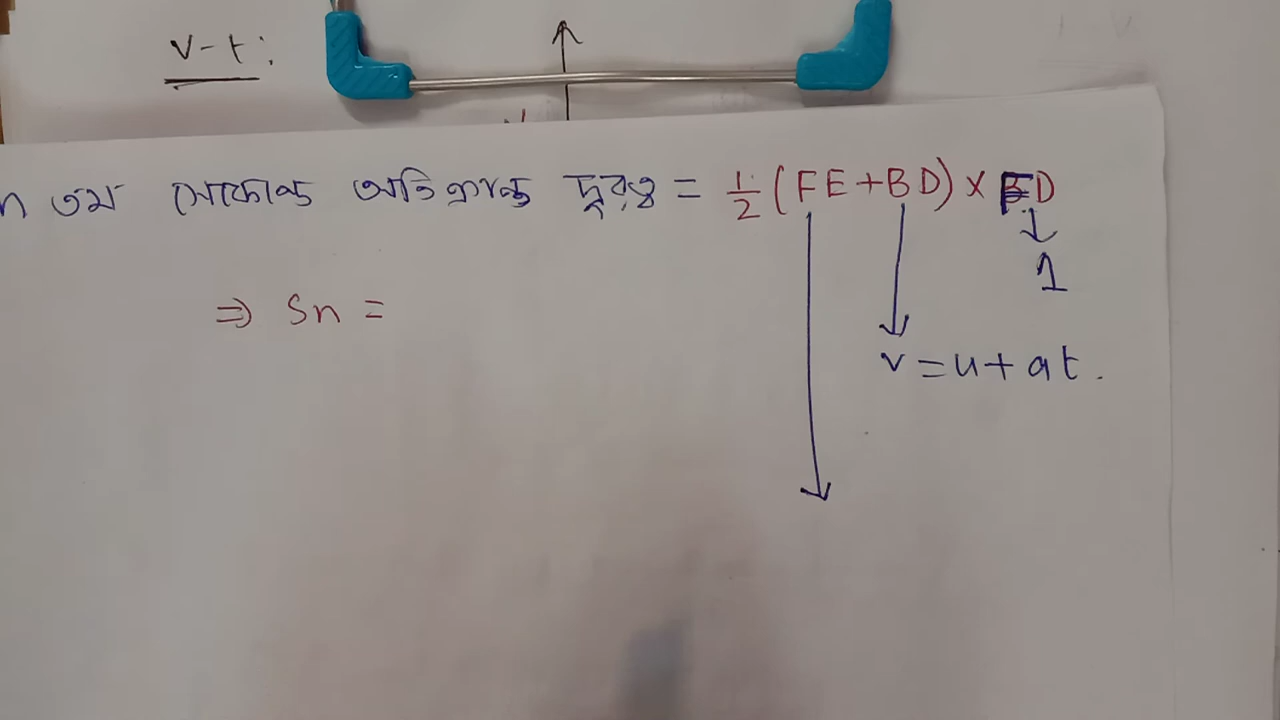 v-t:
n তম সেকেন্ডে অতিক্রান্ত দূরত্ব = 1/2 (FE + BD) × ED
1
⇒ Sn =
v = u + at.